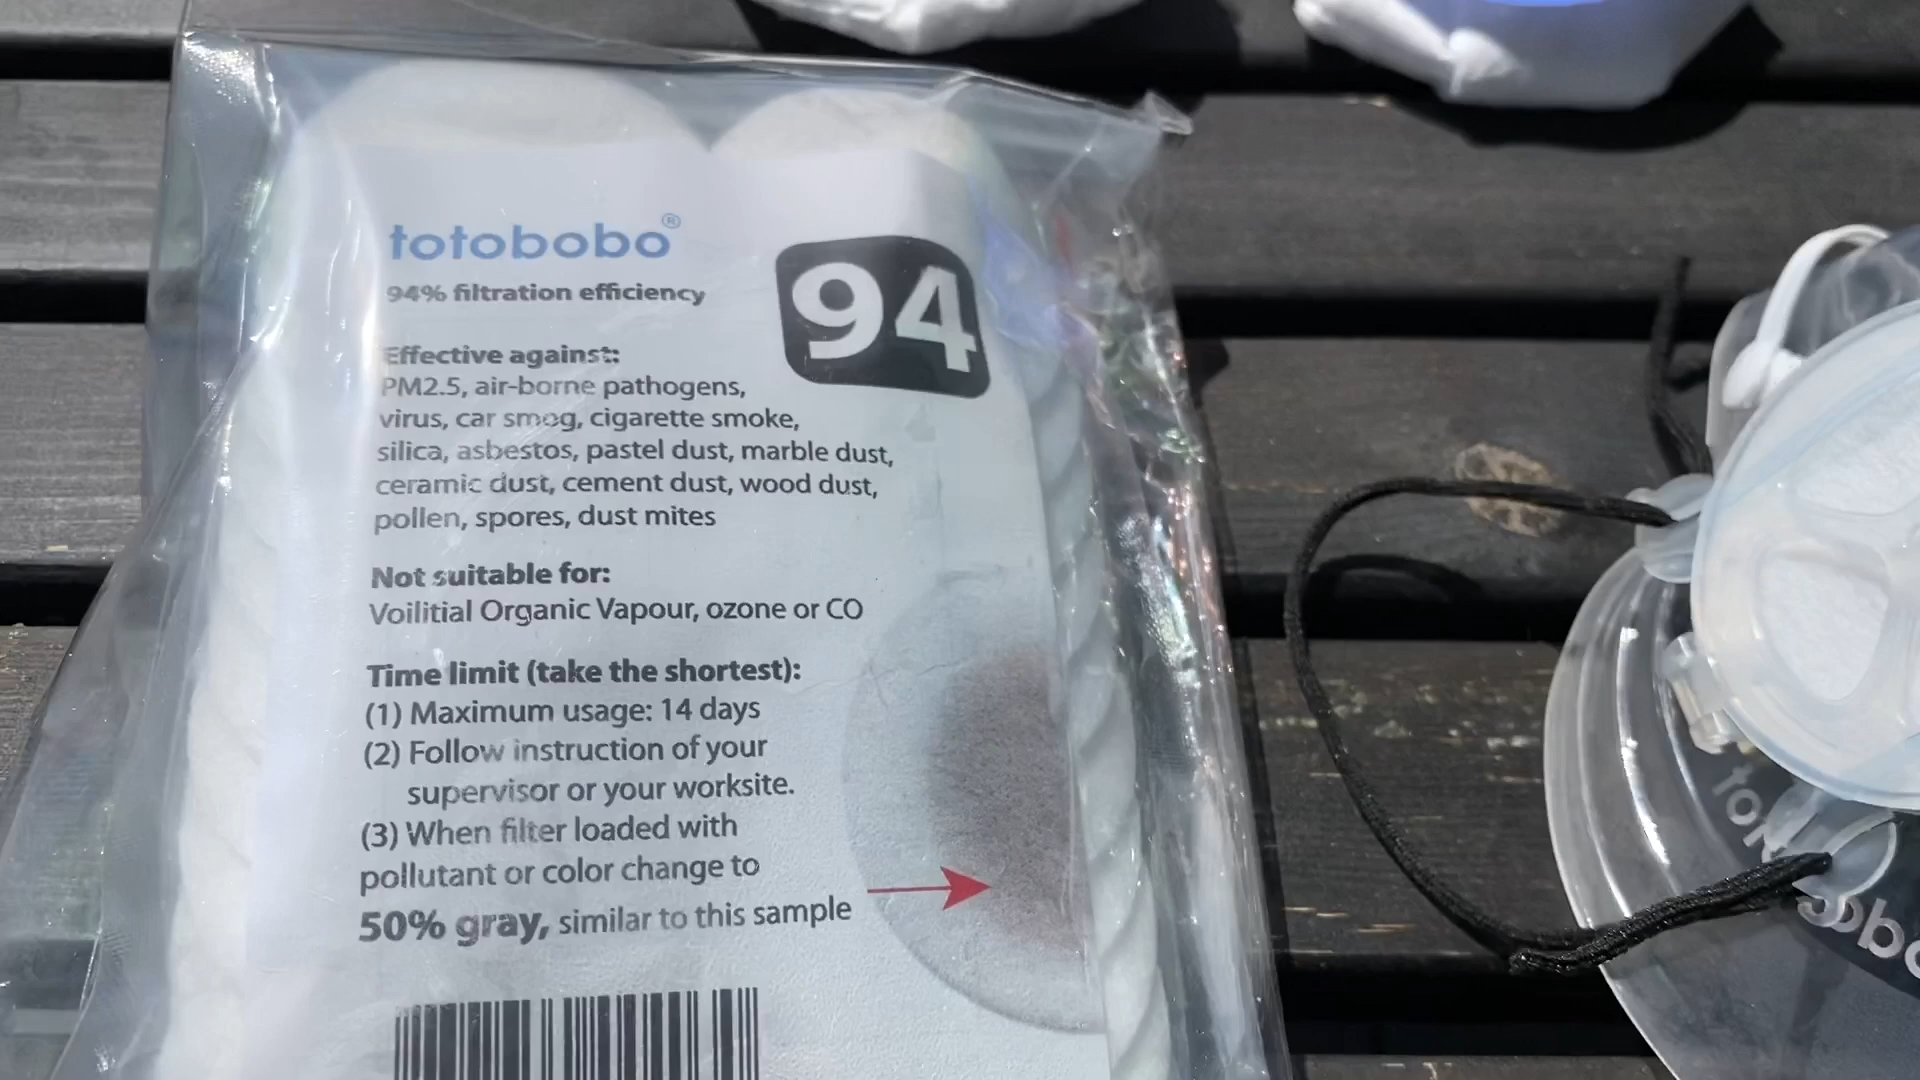 totobobo®
94% filtration efficiency
94
Effective against:
PM2.5, air-borne pathogens,
virus, car smog, cigarette smoke,
silica, asbestos, pastel dust, marble dust,
ceramic dust, cement dust, wood dust,
pollen, spores, dust mites
Not suitable for:
Voilitial Organic Vapour, ozone or CO
Time limit (take the shortest):
(1) Maximum usage: 14 days
(2) Follow instruction of your
supervisor or your worksite.
(3) When filter loaded with
pollutant or color change to
50% gray, similar to this sample